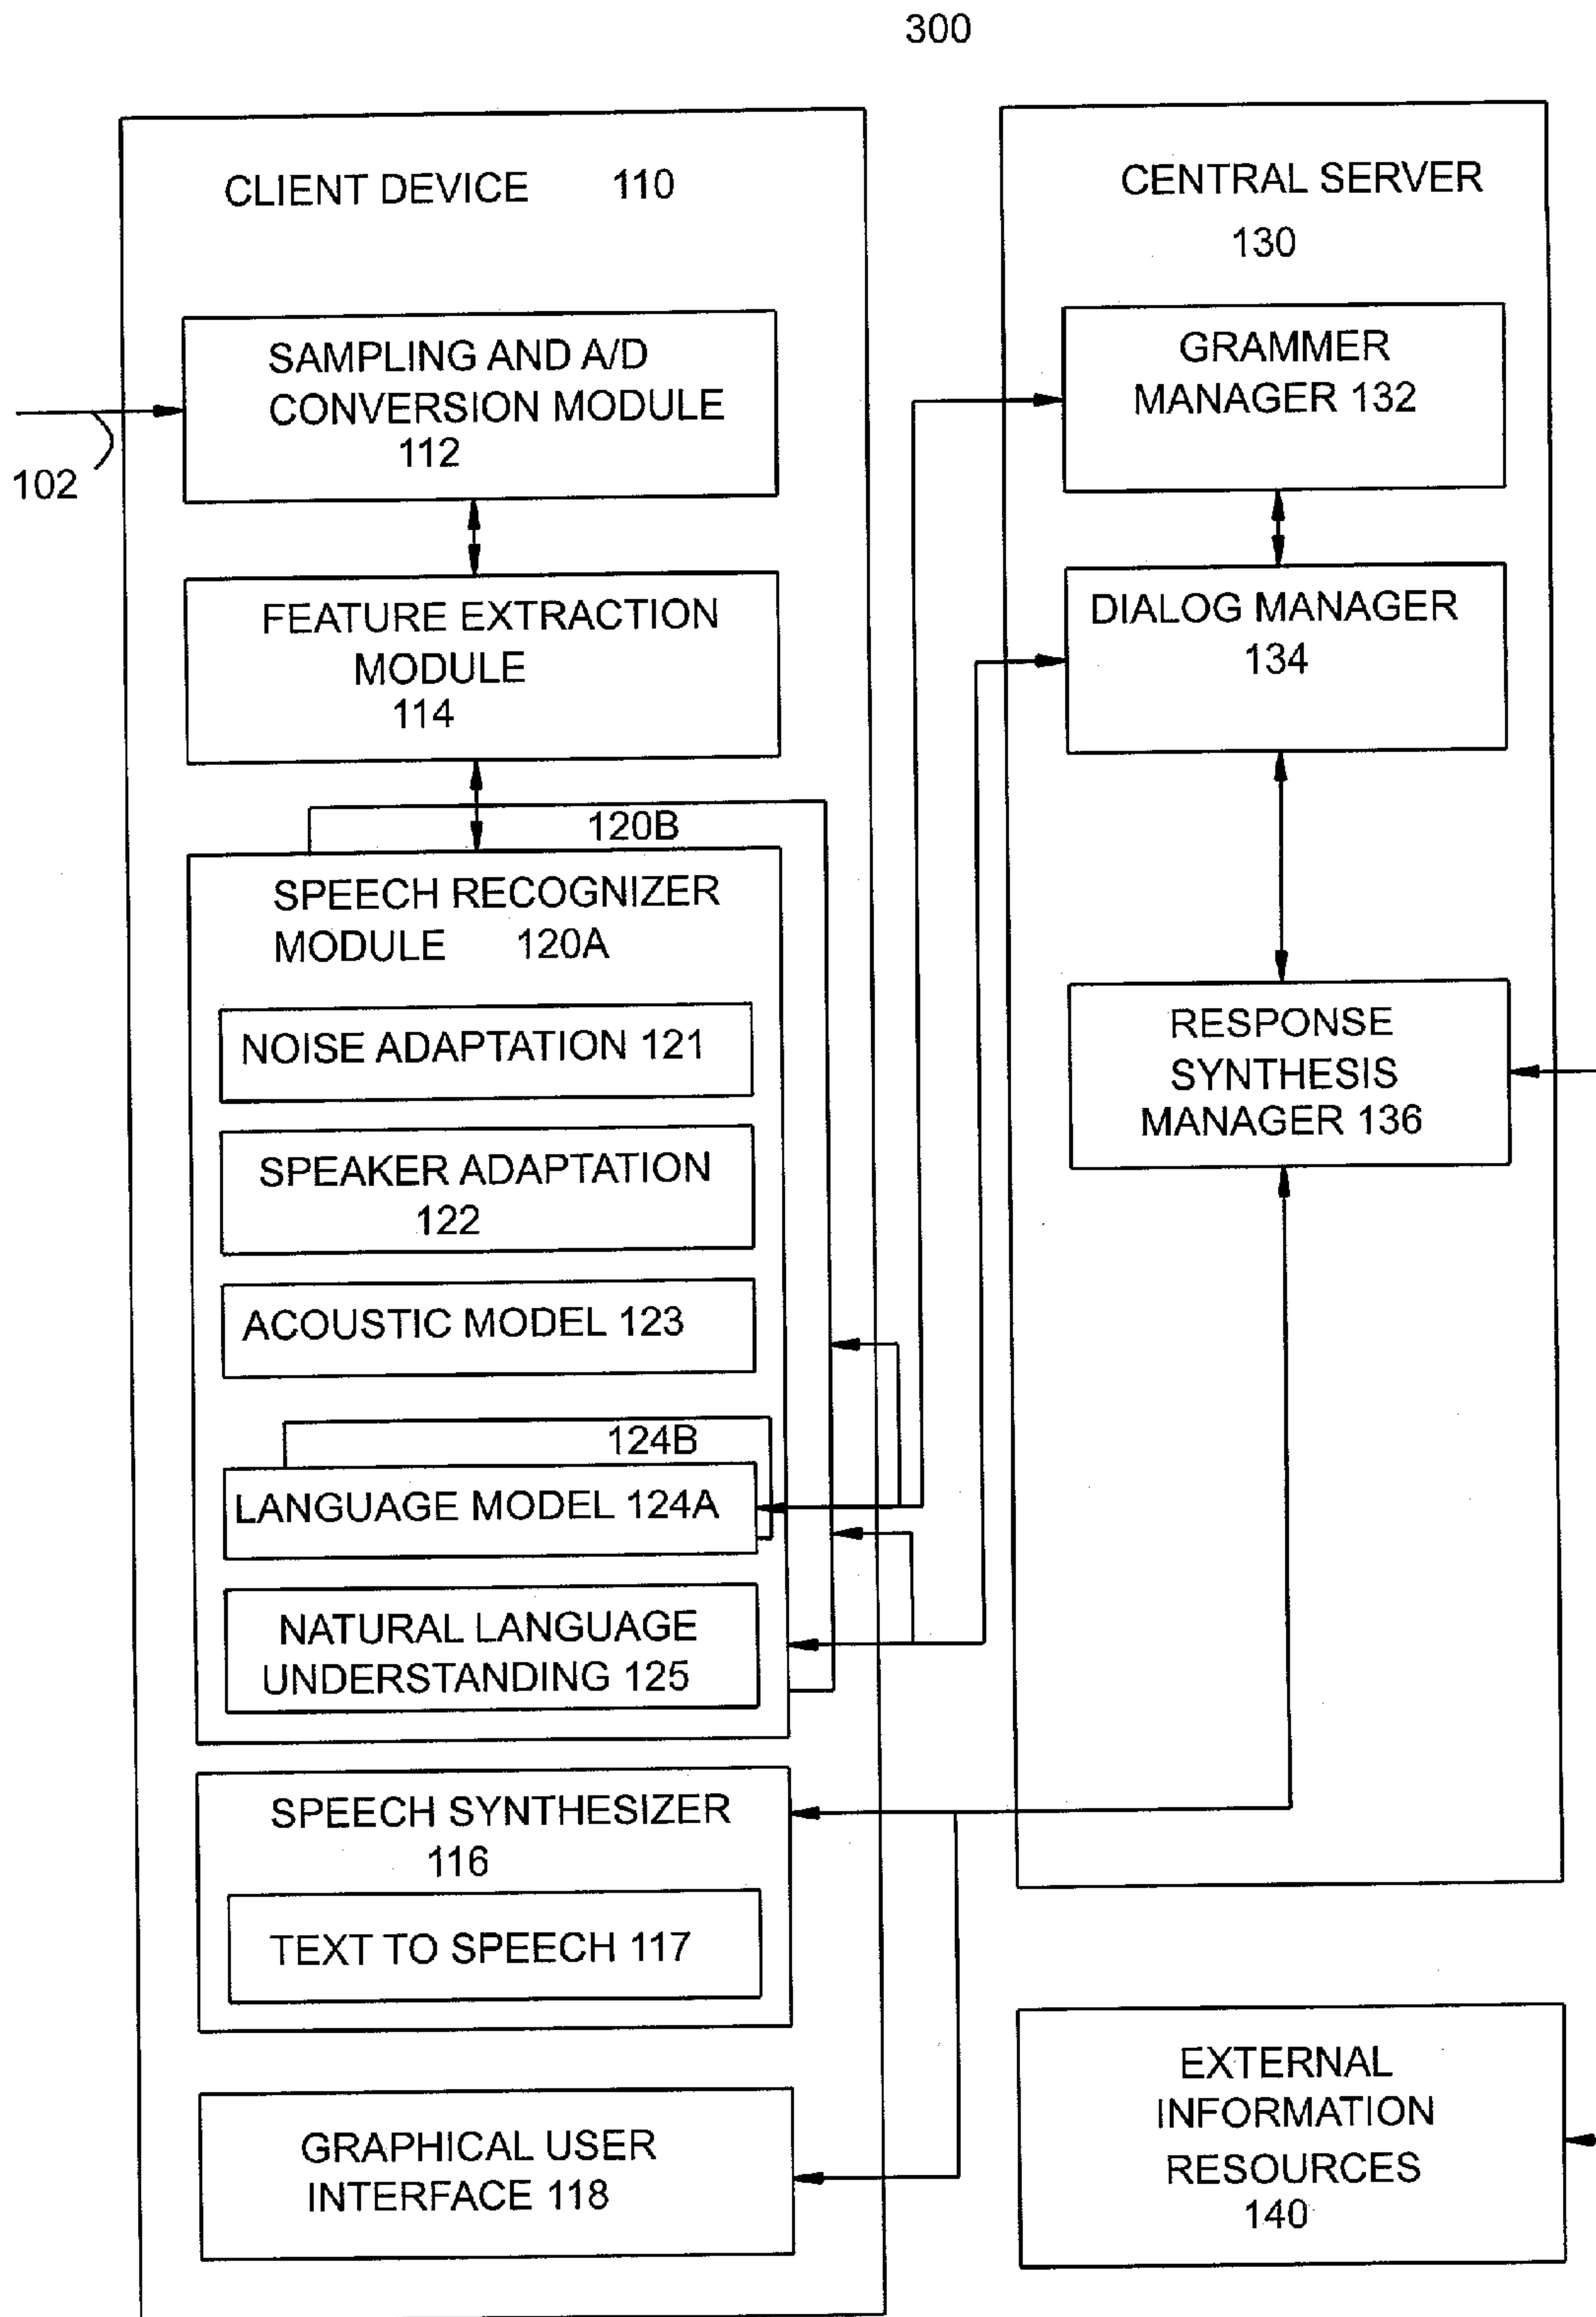 300
CLIENT DEVICE 110
SAMPLING AND A/D
CONVERSION MODULE
112
102
FEATURE EXTRACTION
MODULE
114
120B
SPEECH RECOGNIZER
MODULE 120A
NOISE ADAPTATION 121
SPEAKER ADAPTATION
122
ACOUSTIC MODEL 123
124B
LANGUAGE MODEL 124A
NATURAL LANGUAGE
UNDERSTANDING 125
SPEECH SYNTHESIZER
116
TEXT TO SPEECH 117
GRAPHICAL USER
INTERFACE 118
CENTRAL SERVER
130
GRAMMER
MANAGER 132
DIALOG MANAGER
134
RESPONSE
SYNTHESIS
MANAGER 136
EXTERNAL
INFORMATION
RESOURCES
140